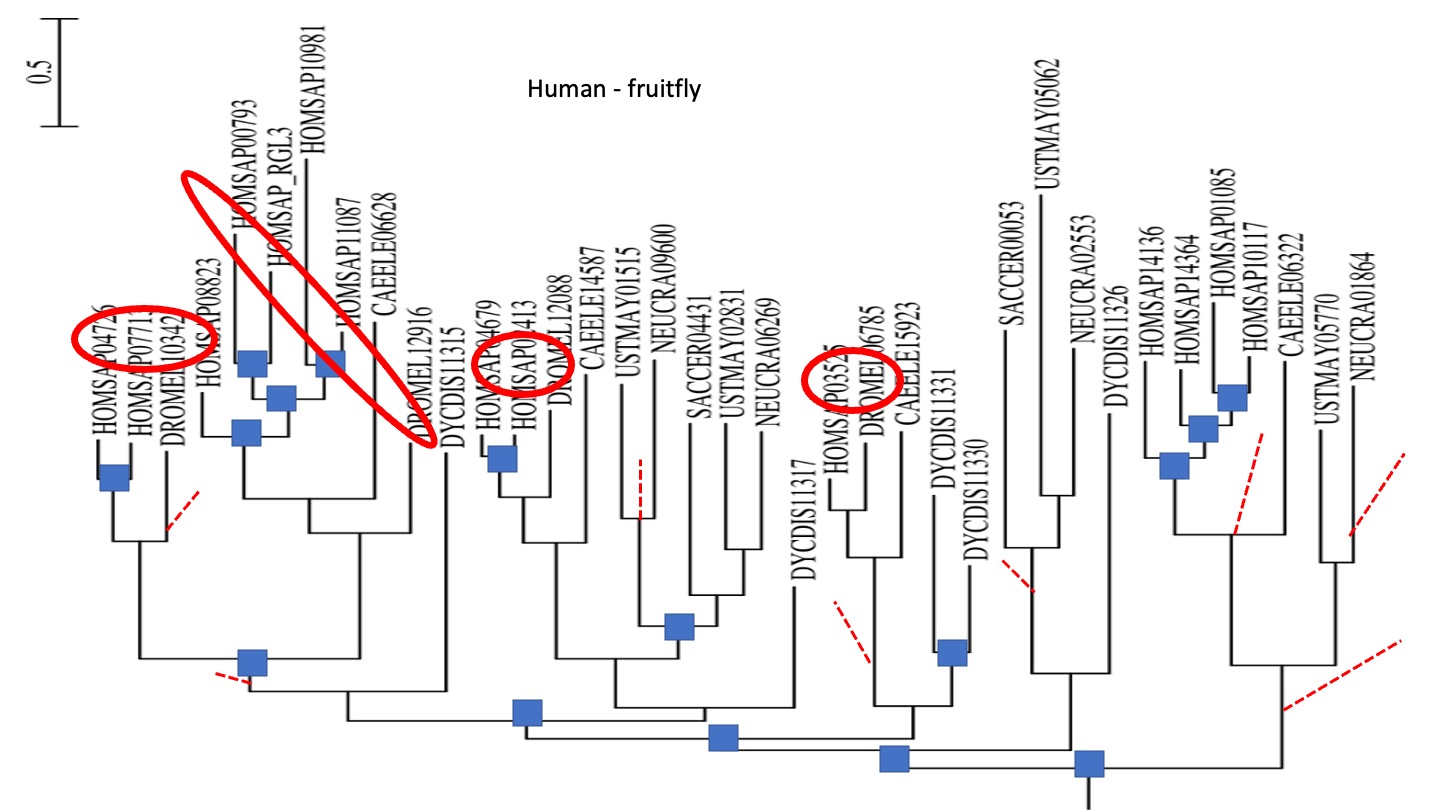 0.5
Human - fruitfly
HOMSAP04726
HOMSAP07713
DROMEL10342
HOMSAP08823
HOMSAP00793
HOMSAP_RGL3
HOMSAP10981
HOMSAP11087
CAEELE06628
DROMEL12916
DYCDIS11315
HOMSAP04679
DROMEL12088
CAEELE14587
USTMAY01515
NEUCRA09600
SACCER04431
USTMAY02831
NEUCRA06269
DYCDIS11317
HOMSAP03525
DROMEL06785
CAEELE15923
DYCDIS11331
DYCDIS11330
SACCER00053
USTMAY05062
NEUCRA02553
DYCDIS11326
HOMSAP14136
HOMSAP14364
HOMSAP01085
HOMSAP10117
CAEELE06322
USTMAY05770
NEUCRA01864